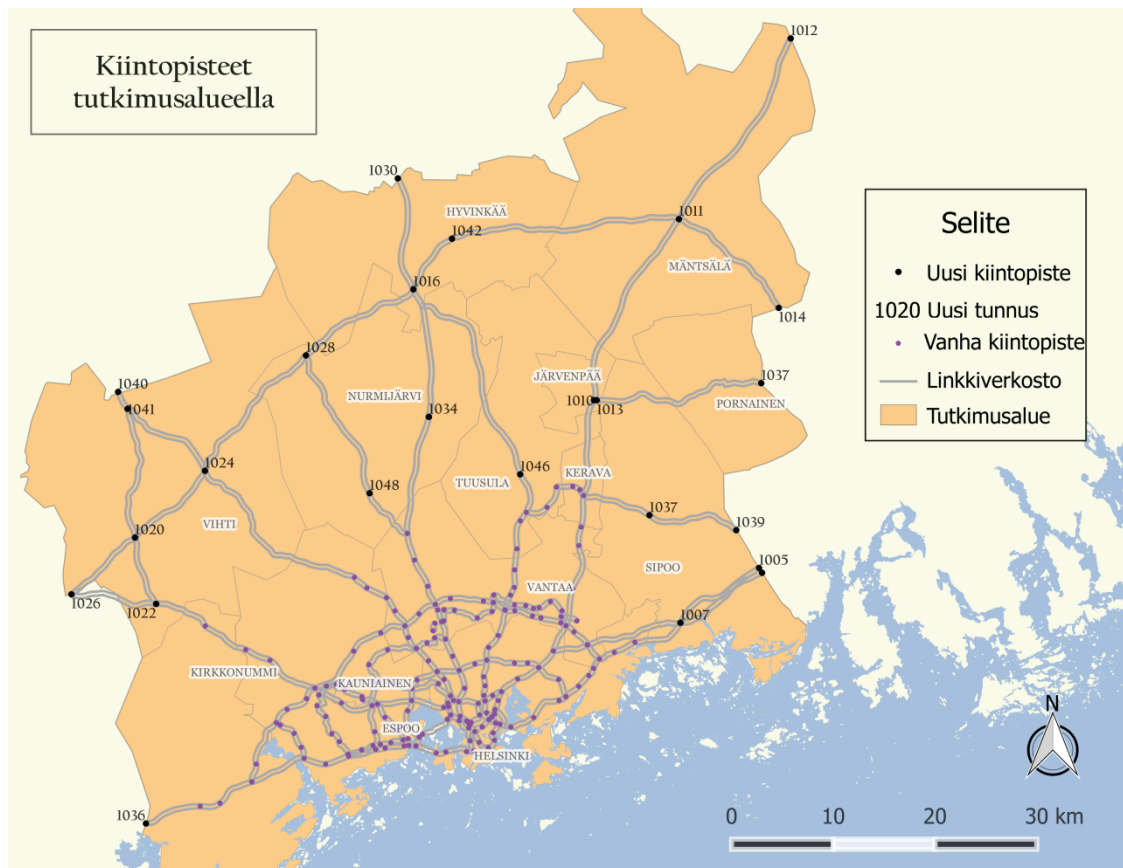 Kiintopisteet
tutkimusalueella
1012
1030
HYVINKÄÄ
1042
1011
MÄNTSÄLÄ
1016
1014
1028
JÄRVENPÄÄ
1037
1040
1041
NURMIJÄRVI
1010
1013
PORNAINEN
1034
1024
1046
KERAVA
TUUSULA
1048
1037
VIHTI
1020
1039
SIPOO
1005
VANTAA
1026
1022
1007
KIRKKONUMMI
KAUNIAINEN
ESPOO
HELSINKI
1036
Selite
Uusi kiintopiste
1020 Uusi tunnus
Vanha kiintopiste
Linkkiverkosto
Tutkimusalue
N
0 10 20 30 km